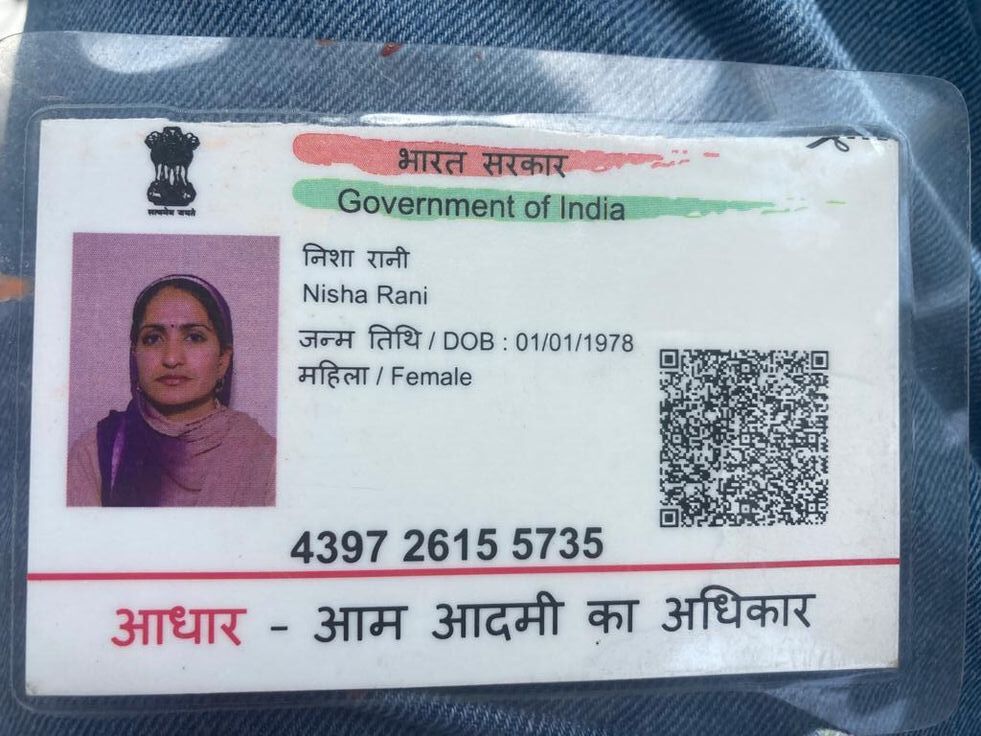 भारत सरकार
Government of India
सत्यमेव जयते
निशा रानी
Nisha Rani
जन्म तिथि / DOB : 01/01/1978
महिला / Female
4397 2615 5735
आधार - आम आदमी का अधिकार